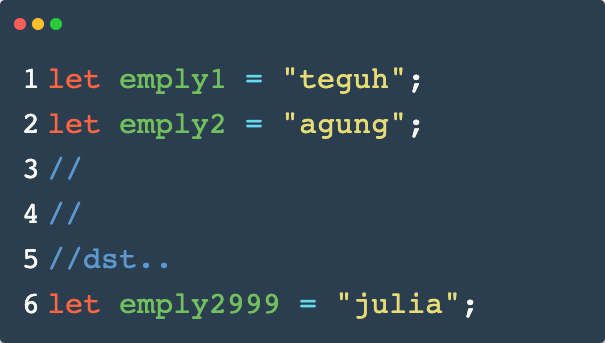 1 let emply1 = "teguh";
2 let emply2 = "agung";
3 //
4 //
5 //dst..
6 let emply2999 = "julia";